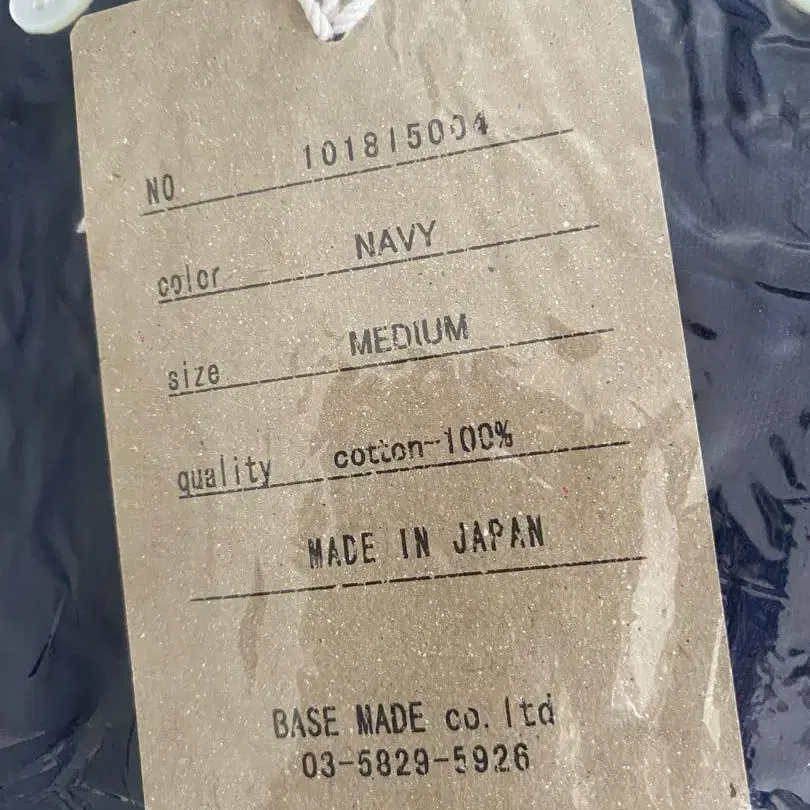 NO 101815004
color NAVY
size MEDIUM
quality cotton-100%
MADE IN JAPAN
BASE MADE co. ltd
03-5829-5926